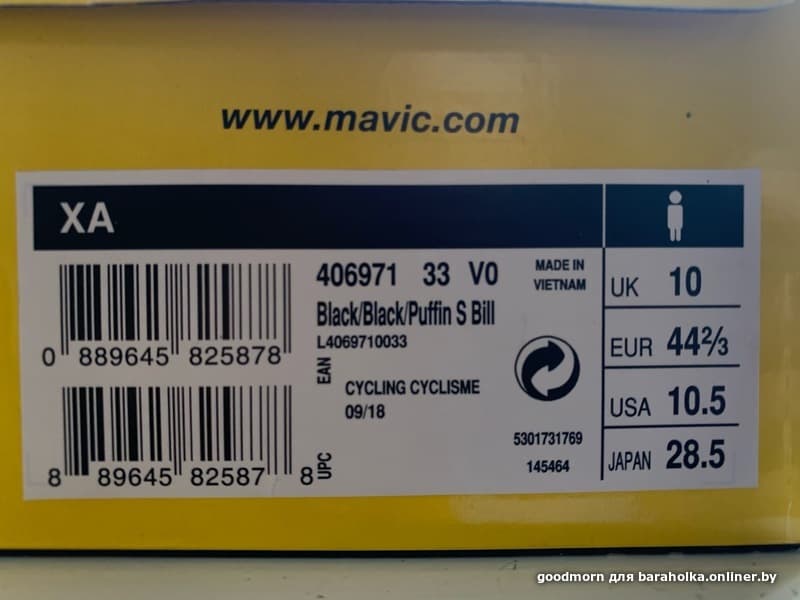 www.mavic.com
XA
406971 33 V0
MADE IN
VIETNAM
Black/Black/Puffin S Bill
L4069710033
0 889645 825878
EAN
CYCLING CYCLISME
09/18
5301731769
145464
8 89645 82587 8
UPC
UK 10
EUR 44⅔
USA 10.5
JAPAN 28.5
goodmorn для baraholka.onliner.by